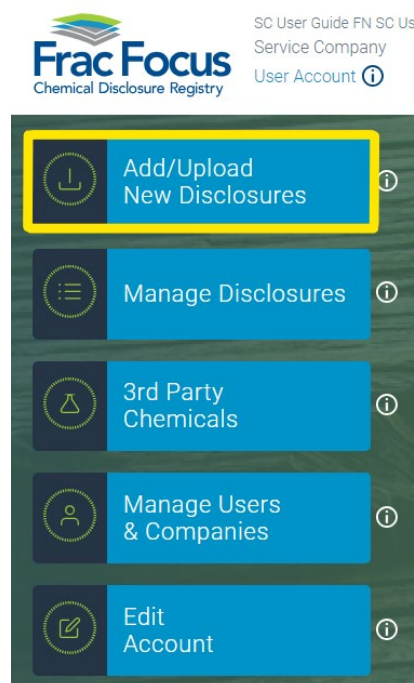 SC User Guide FN SC Us
Service Company
User Account
Frac Focus
Chemical Disclosure Registry
Add/Upload
New Disclosures
Manage Disclosures
3rd Party
Chemicals
Manage Users
& Companies
Edit
Account